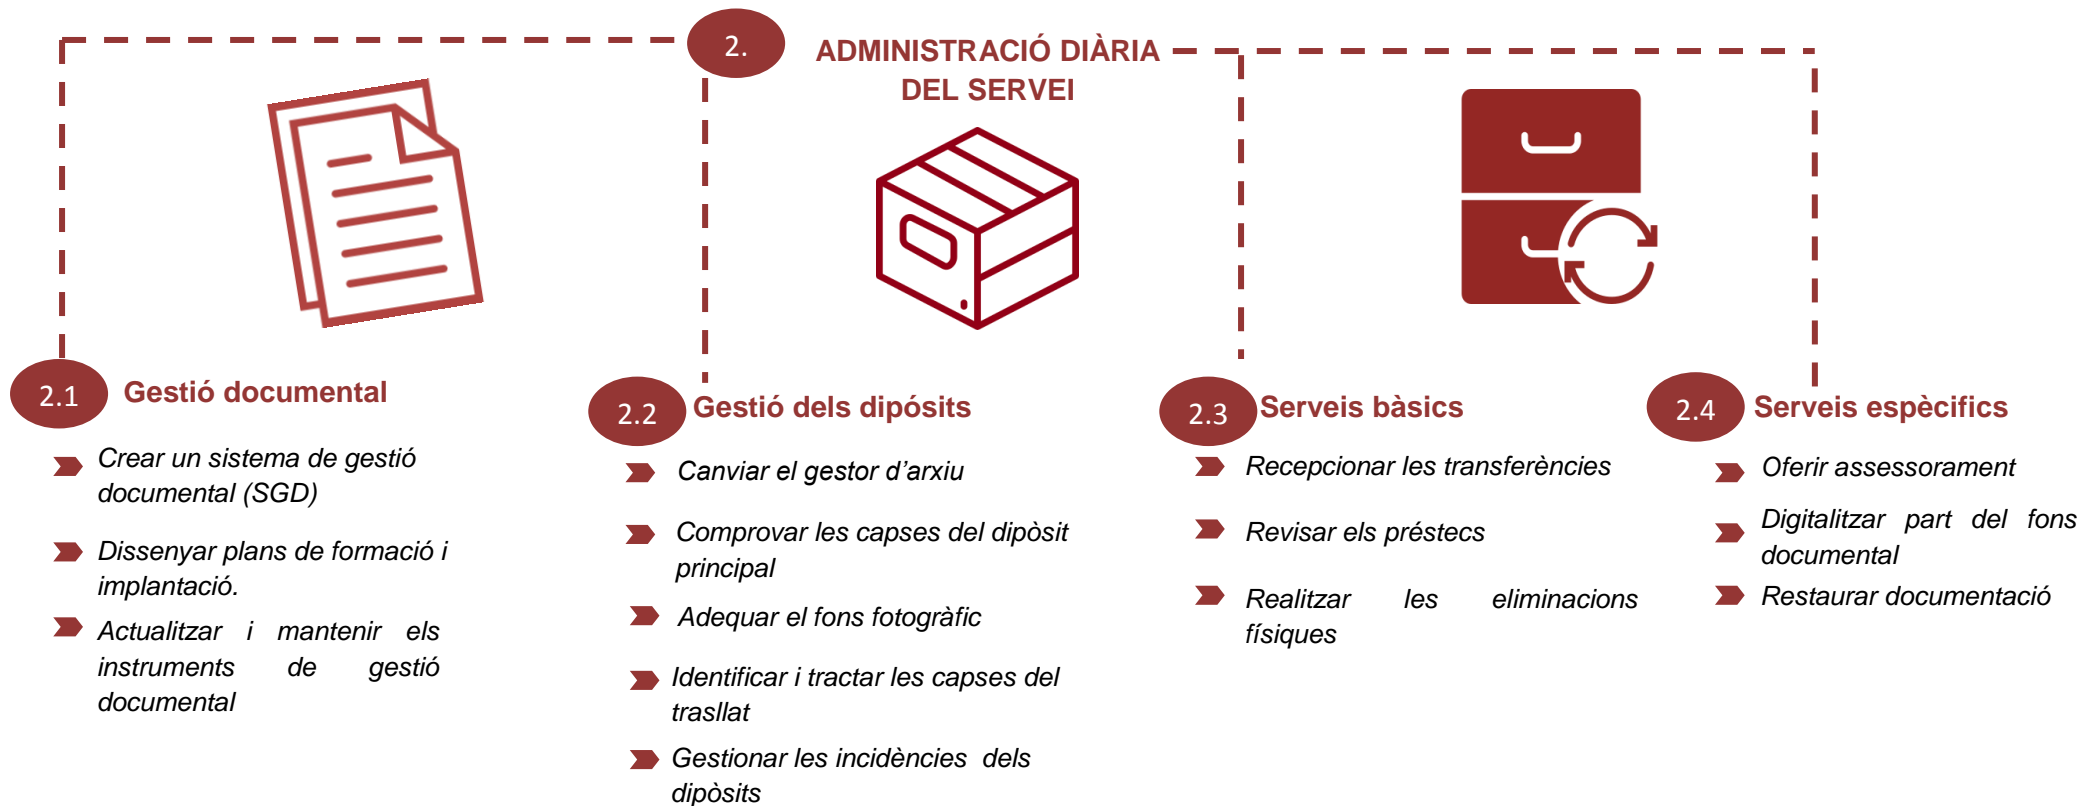 2.
ADMINISTRACIÓ DIÀRIA
DEL SERVEI
2.1
Gestió documental
Crear un sistema de gestió
documental (SGD)
Dissenyar plans de formació i
implantació.
Actualitzar i mantenir els
instruments de gestió
documental
2.2
Gestió dels dipósits
Canviar el gestor d’arxiu
Comprovar les capses del dipòsit
principal
Adequar el fons fotogràfic
Identificar i tractar les capses del
trasllat
Gestionar les incidències dels
dipòsits
2.3
Serveis bàsics
Recepcionar les transferències
Revisar els préstecs
Realitzar les eliminacions
físiques
2.4
Serveis espècifics
Oferir assessorament
Digitalitzar part del fons
documental
Restaurar documentació